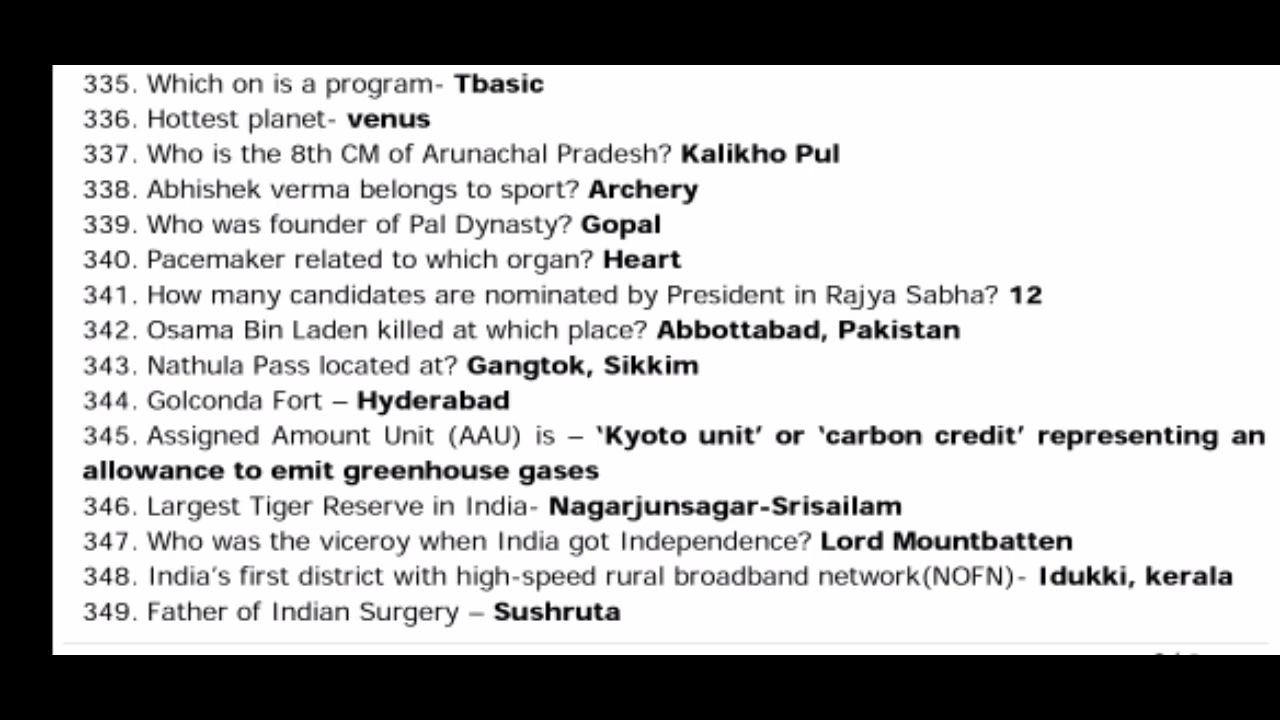 335. Which on is a program- Tbasic
336. Hottest planet- venus
337. Who is the 8th CM of Arunachal Pradesh? Kalikho Pul
338. Abhishek verma belongs to sport? Archery
339. Who was founder of Pal Dynasty? Gopal
340. Pacemaker related to which organ? Heart
341. How many candidates are nominated by President in Rajya Sabha? 12
342. Osama Bin Laden killed at which place? Abbottabad, Pakistan
343. Nathula Pass located at? Gangtok, Sikkim
344. Golconda Fort – Hyderabad
345. Assigned Amount Unit (AAU) is – ‘Kyoto unit’ or ‘carbon credit’ representing an
allowance to emit greenhouse gases
346. Largest Tiger Reserve in India- Nagarjunsagar-Srisailam
347. Who was the viceroy when India got Independence? Lord Mountbatten
348. India’s first district with high-speed rural broadband network(NOFN)- Idukki, kerala
349. Father of Indian Surgery – Sushruta